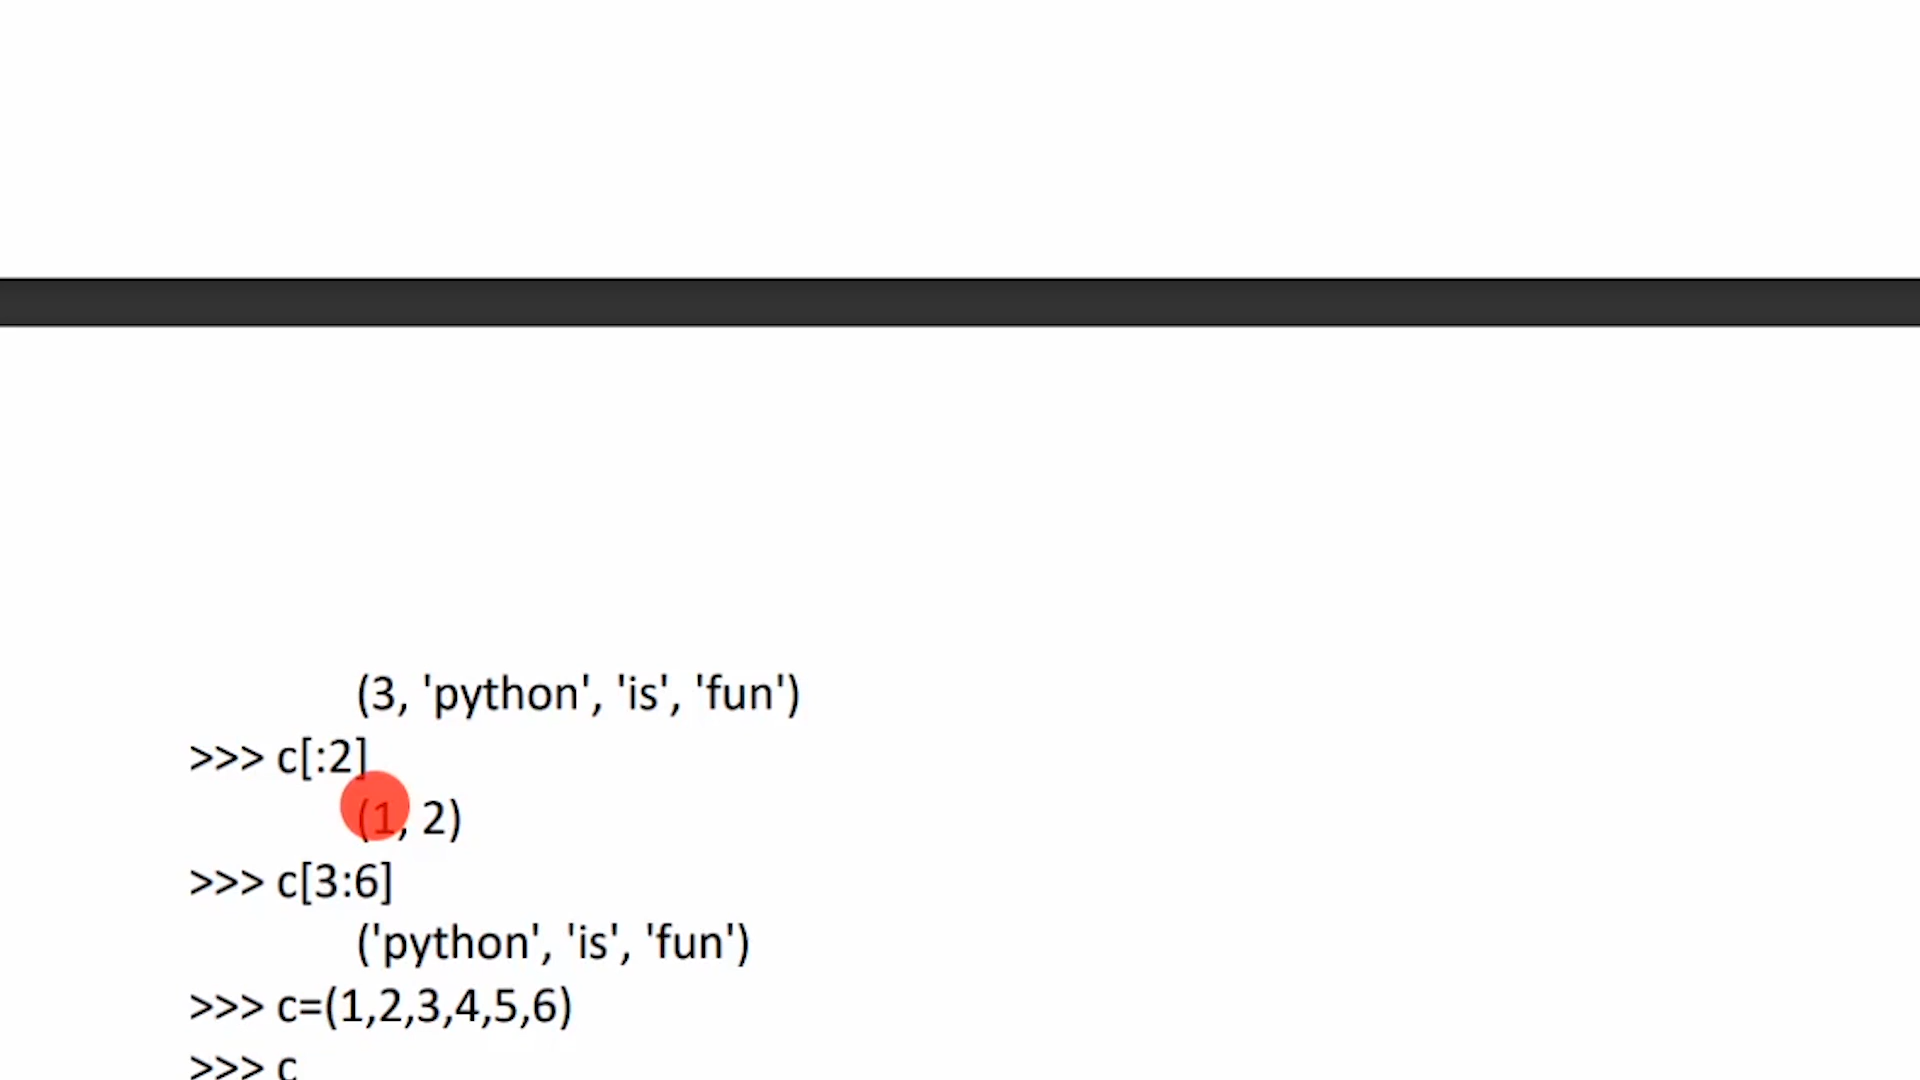 (3, 'python', 'is', 'fun')
>>> c[:2]
(1, 2)
>>> c[3:6]
('python', 'is', 'fun')
>>> c=(1,2,3,4,5,6)
>>> c